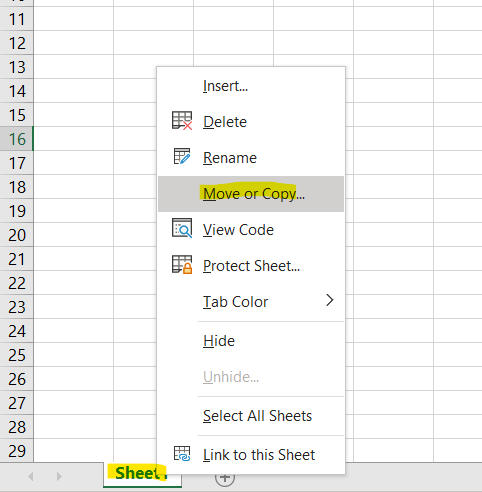 11
12
13
14
15
16
17
18
19
20
21
22
23
24
25
26
27
28
29
Insert...
Delete
Rename
Move or Copy...
View Code
Protect Sheet...
Tab Color
Hide
Unhide...
Select All Sheets
Link to this Sheet
Sheet